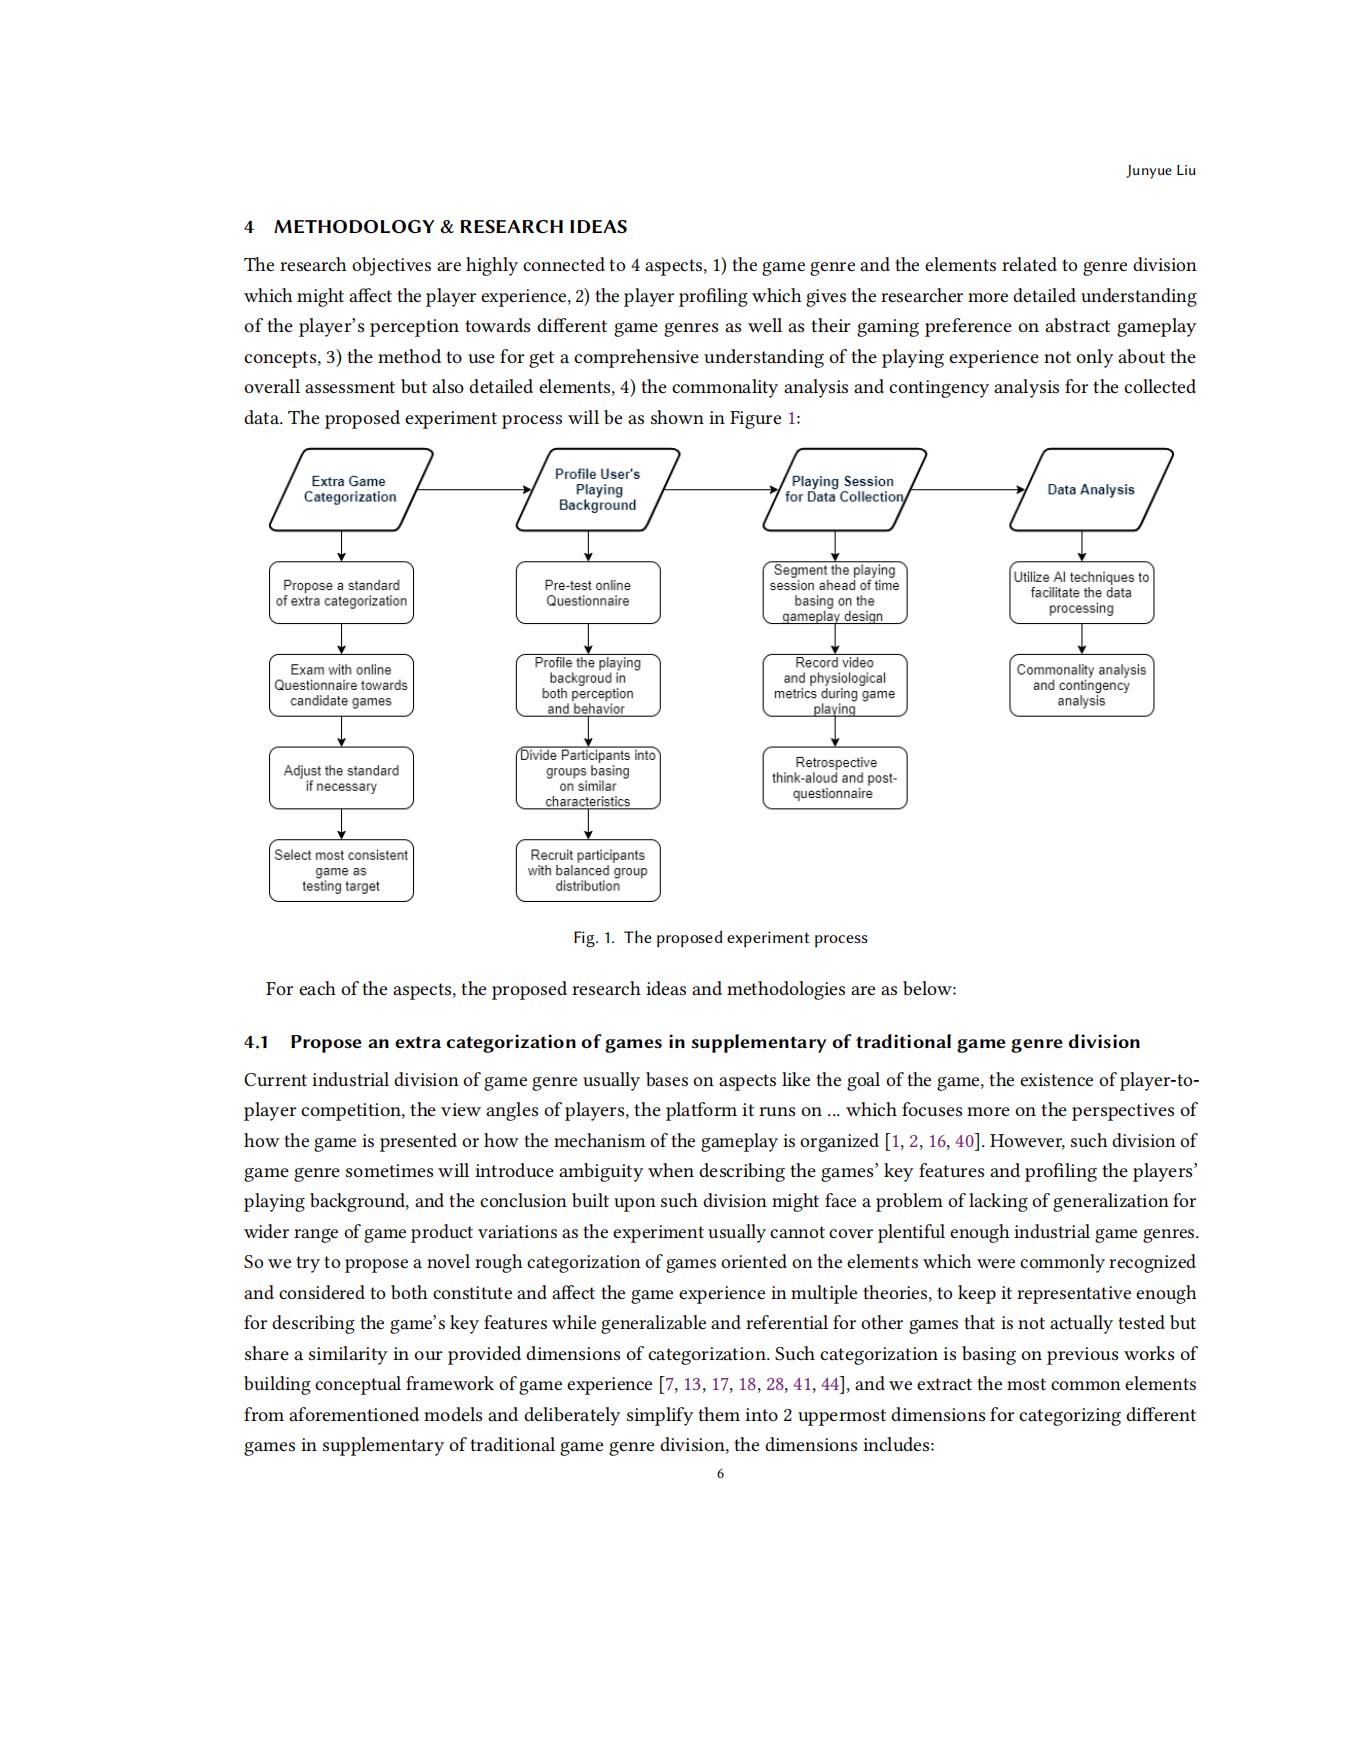 Junyue Liu
4 METHODOLOGY & RESEARCH IDEAS
The research objectives are highly connected to 4 aspects, 1) the game genre and the elements related to genre division
which might affect the player experience, 2) the player profiling which gives the researcher more detailed understanding
of the player's perception towards different game genres as well as their gaming preference on abstract gameplay
concepts, 3) the method to use for get a comprehensive understanding of the playing experience not only about the
overall assessment but also detailed elements, 4) the commonality analysis and contingency analysis for the collected
data. The proposed experiment process will be as shown in Figure 1:
Extra Game
Categorization
Propose a standard
of extra categorization
Exam with online
Questionnaire towards
candidate games
Adjust the standard
if necessary
Select most consistent
game as
testing target
Profile User's
Playing
Background
Pre-test online
Questionnaire
Profile the playing
backgroud in
both perception
and behavior
Divide Participants into
groups basing
on similar
characteristics
Recruit participants
with balanced group
distribution
Playing Session
for Data Collection
Segment the playing
session ahead of time
basing on the
gameplay design
Record video
and physiological
metrics during game
playing
Retrospective
think-aloud and post-
questionnaire
Data Analysis
Utilize AI techniques to
facilitate the data
processing
Commonality analysis
and contingency
analysis
Fig. 1. The proposed experiment process
For each of the aspects, the proposed research ideas and methodologies are as below:
4.1 Propose an extra categorization of games in supplementary of traditional game genre division
Current industrial division of game genre usually bases on aspects like the goal of the game, the existence of player-to-
player competition, the view angles of players, the platform it runs on ... which focuses more on the perspectives of
how the game is presented or how the mechanism of the gameplay is organized [1, 2, 16, 40]. However, such division of
game genre sometimes will introduce ambiguity when describing the games' key features and profiling the players'
playing background, and the conclusion built upon such division might face a problem of lacking of generalization for
wider range of game product variations as the experiment usually cannot cover plentiful enough industrial game genres.
So we try to propose a novel rough categorization of games oriented on the elements which were commonly recognized
and considered to both constitute and affect the game experience in multiple theories, to keep it representative enough
for describing the game's key features while generalizable and referential for other games that is not actually tested but
share a similarity in our provided dimensions of categorization. Such categorization is basing on previous works of
building conceptual framework of game experience [7, 13, 17, 18, 28, 41, 44], and we extract the most common elements
from aforementioned models and deliberately simplify them into 2 uppermost dimensions for categorizing different
games in supplementary of traditional game genre division, the dimensions includes:
6